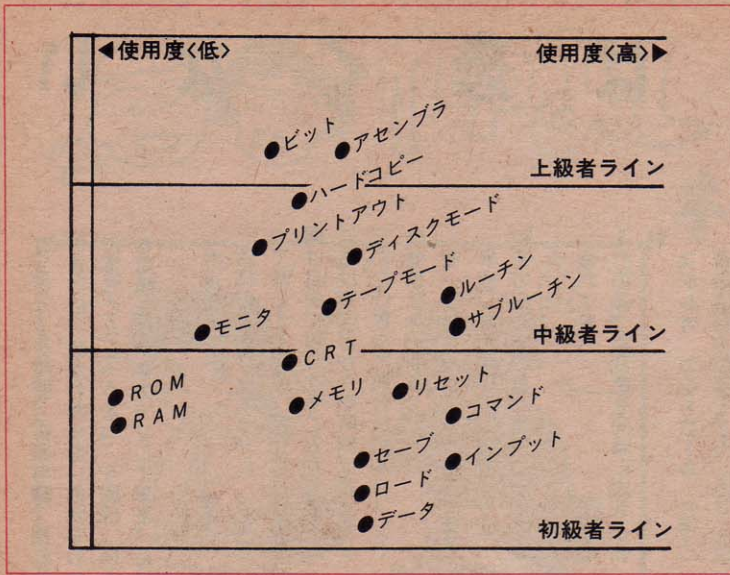 ◀使用度<低>
使用度<高>▶
ビット
アセンブラ
上級者ライン
ハードコピー
プリントアウト
ディスクモード
テープモード
ルーチン
サブルーチン
モニタ
中級者ライン
CRT
ROM
メモリ
リセット
RAM
コマンド
セーブ
インプット
ロード
データ
初級者ライン